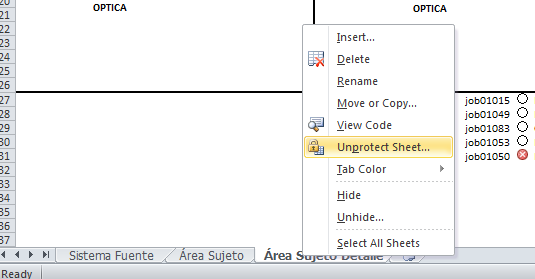 20
21 OPTICA OPTICA
22
23
24
25
26
27 job01015
28 job01049
29 job01083
30 job01053
31 job01050
32
33
34
35
36
37
Insert...
Delete
Rename
Move or Copy...
View Code
Unprotect Sheet...
Tab Color
Hide
Unhide...
Select All Sheets
Sistema Fuente Área Sujeto Área Sujeto Detalle
Ready